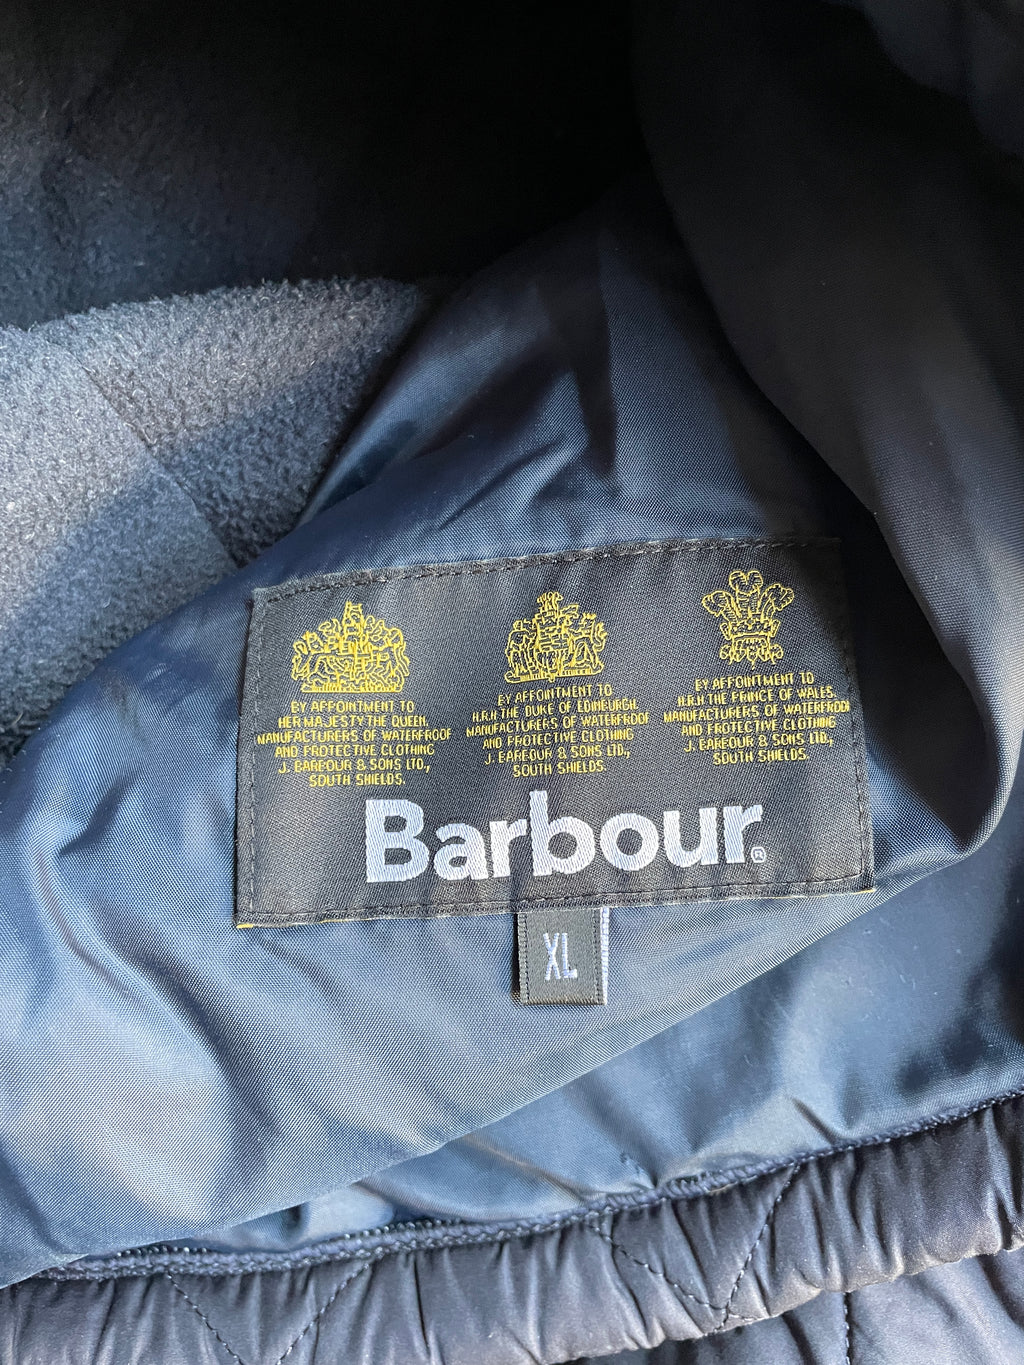 BY APPOINTMENT TO
HER MAJESTY THE QUEEN,
MANUFACTURERS OF WATERPROOF
AND PROTECTIVE CLOTHING
J. BARBOUR & SONS LTD.,
SOUTH SHIELDS.
BY APPOINTMENT TO
H.R.H THE DUKE OF EDINBURGH.
MANUFACTURERS OF WATERPROOF
AND PROTECTIVE CLOTHING
J. BARBOUR & SONS LTD.,
SOUTH SHIELDS.
BY APPOINTMENT TO
H.R.H THE PRINCE OF WALES.
MANUFACTURERS OF WATERPROOF
AND PROTECTIVE CLOTHING
J. BARBOUR & SONS LTD.,
SOUTH SHIELDS.
Barbour®
XL